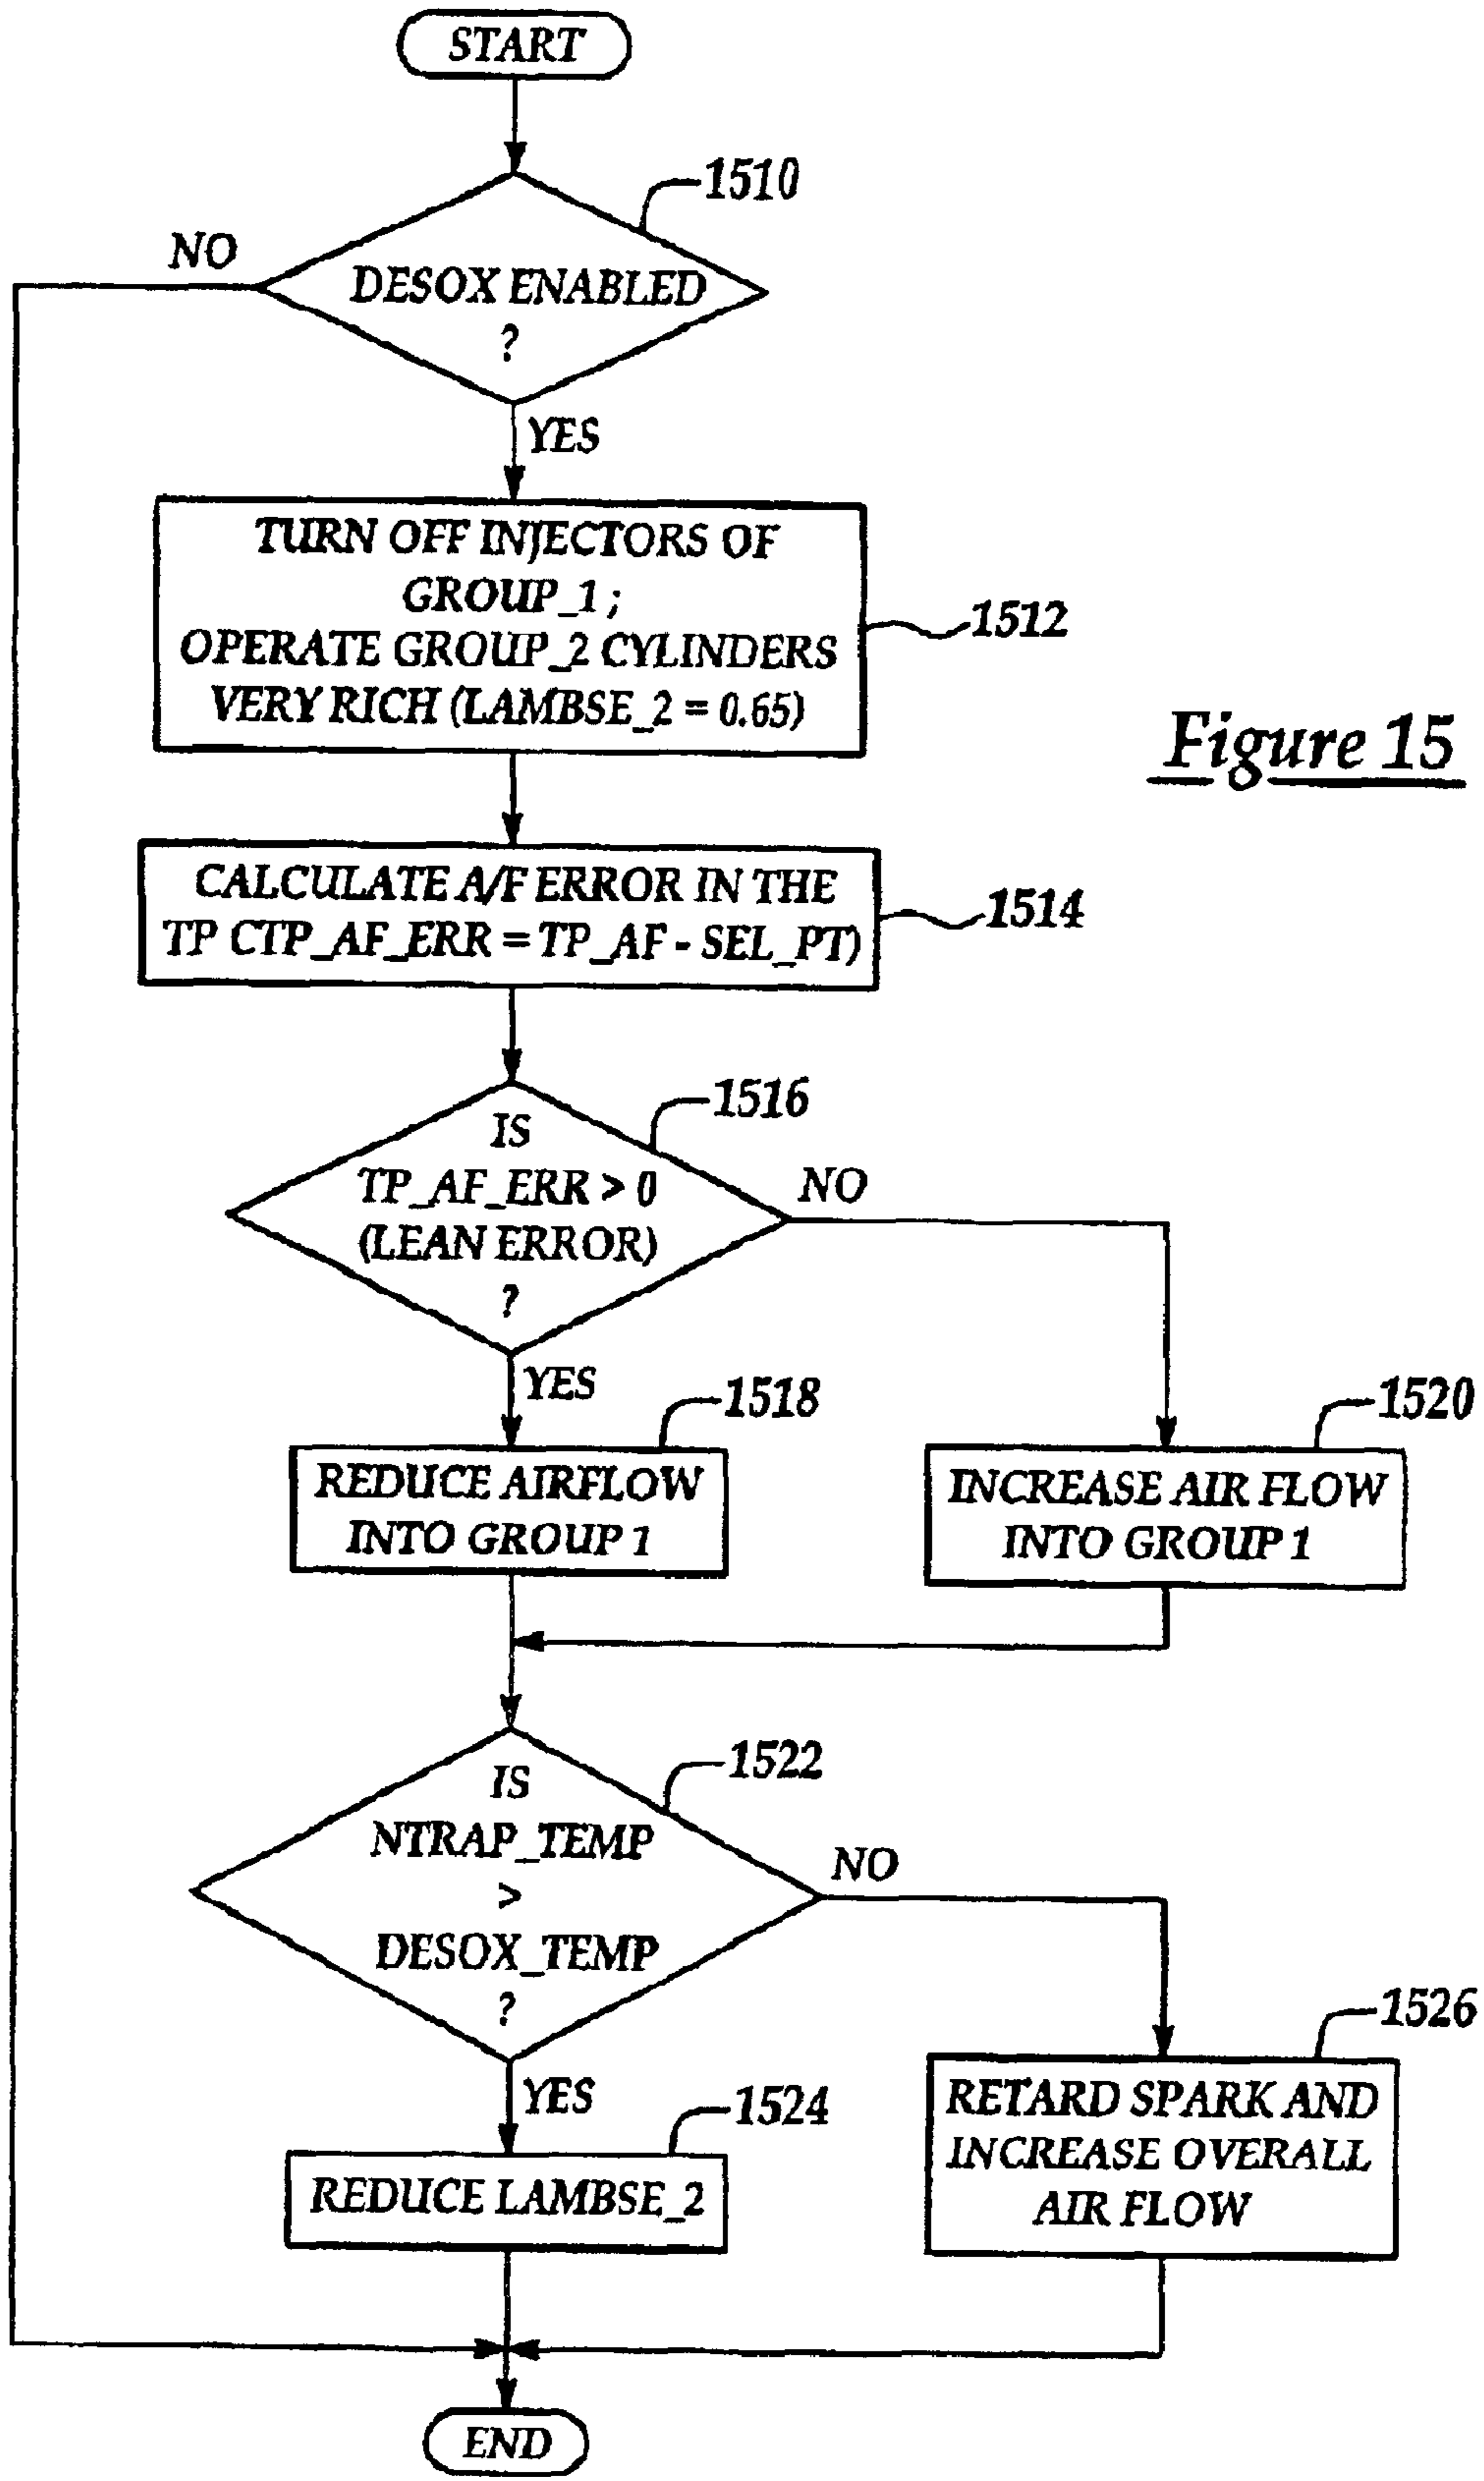 START
1510
NO
DESOX ENABLED
?
YES
TURN OFF INJECTORS OF
GROUP_1 ;
OPERATE GROUP_2 CYLINDERS
VERY RICH (LAMBSE_2 = 0.65)
1512
Figure 15
CALCULATE A/F ERROR IN THE
TP CTP_AF_ERR = TP_AF - SEL_PT)
1514
1516
IS
TP_AF_ERR > 0
(LEAN ERROR)
?
NO
YES
1518
1520
REDUCE AIRFLOW
INTO GROUP 1
INCREASE AIR FLOW
INTO GROUP 1
1522
IS
NTRAP_TEMP
>
DESOX_TEMP
?
NO
YES
1524
1526
REDUCE LAMBSE_2
RETARD SPARK AND
INCREASE OVERALL
AIR FLOW
END